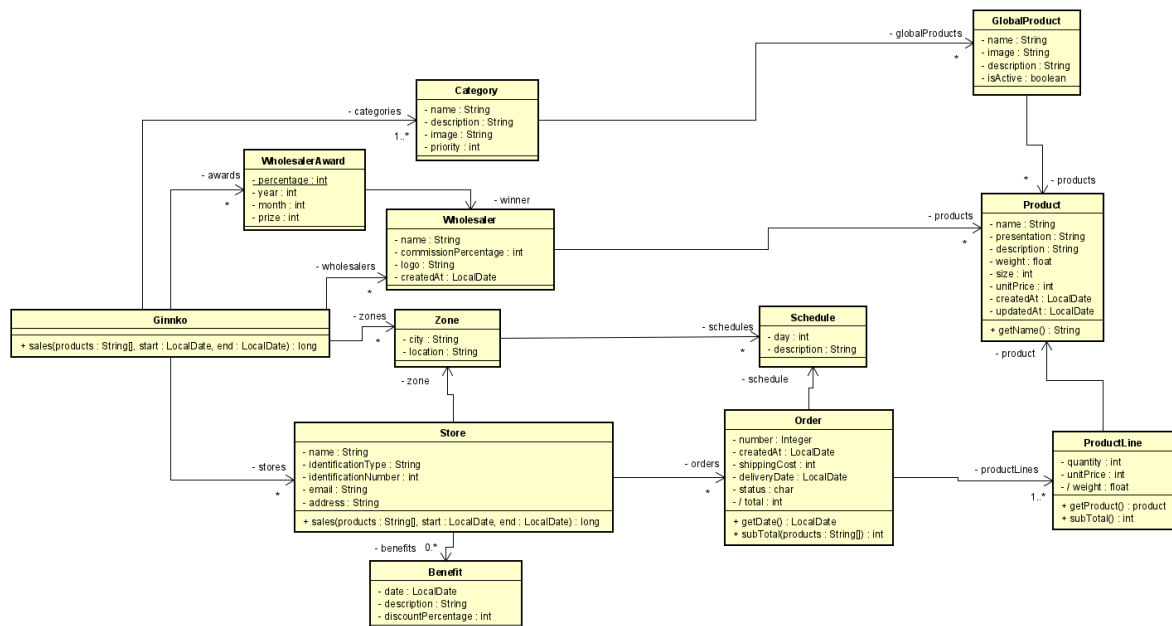 GlobalProduct
- name : String
- image : String
- description : String
- isActive : boolean
- globalProducts
*
Category
- name : String
- description : String
- image : String
- priority : int
- categories
1..*
WholesalerAward
- percentage : int
- year : int
- month : int
- prize : int
- awards
*
- winner
Wholesaler
- name : String
- commissionPercentage : int
- logo : String
- createdAt : LocalDate
- wholesalers
*
- products
*
- products
*
Product
- name : String
- presentation : String
- description : String
- weight : float
- size : int
- unitPrice : int
- createdAt : LocalDate
- updatedAt : LocalDate
+ getName() : String
Ginnko
+ sales(products : String[], start : LocalDate, end : LocalDate) : long
- zones
*
Zone
- city : String
- location : String
- schedules
*
Schedule
- day : int
- description : String
- product
- zone
- schedule
Store
- name : String
- identificationType : String
- identificationNumber : int
- email : String
- address : String
+ sales(products : String[], start : LocalDate, end : LocalDate) : long
- stores
*
- orders
*
Order
- number : Integer
- createdAt : LocalDate
- shippingCost : int
- deliveryDate : LocalDate
- status : char
- / total : int
+ getDate() : LocalDate
+ subTotal(products : String[]) : int
- productLines
1..*
ProductLine
- quantity : int
- unitPrice : int
- / weight : float
+ getProduct() : product
+ subTotal() : int
- benefits
0..*
Benefit
- date : LocalDate
- description : String
- discountPercentage : int